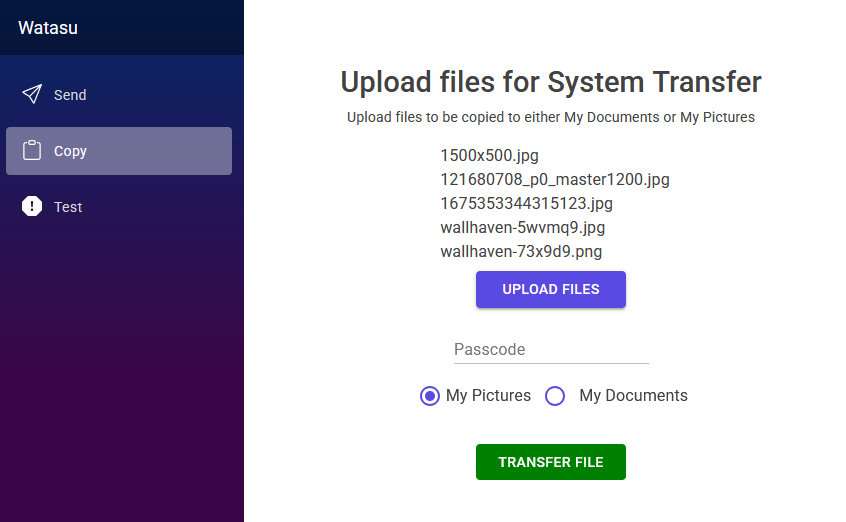 Watasu
Send
Copy
Test
Upload files for System Transfer
Upload files to be copied to either My Documents or My Pictures
1500x500.jpg
121680708_p0_master1200.jpg
1675353344315123.jpg
wallhaven-5wvmq9.jpg
wallhaven-73x9d9.png
UPLOAD FILES
Passcode
My Pictures My Documents
TRANSFER FILE